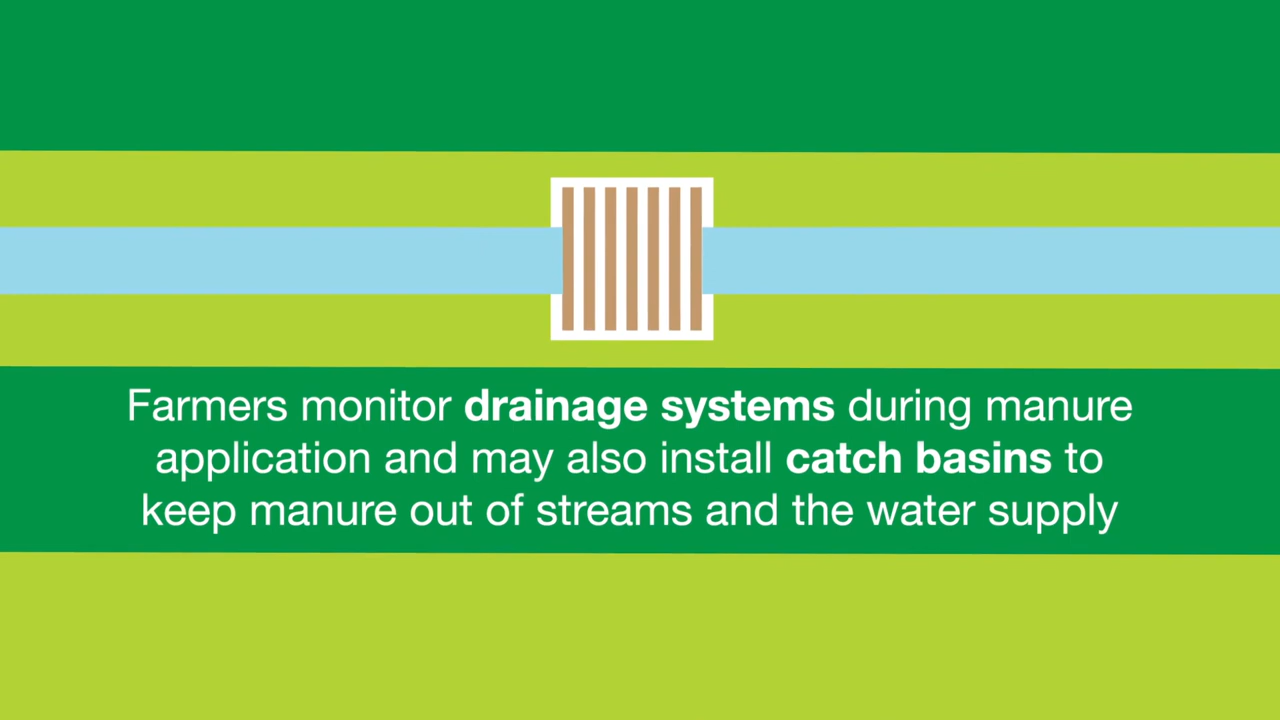 Farmers monitor drainage systems during manure
application and may also install catch basins to
keep manure out of streams and the water supply